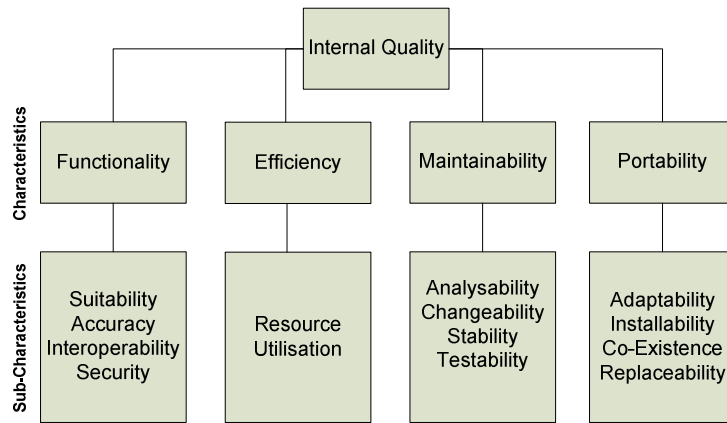 Internal Quality
Characteristics
Functionality
Efficiency
Maintainability
Portability
Sub-Characteristics
Suitability
Accuracy
Interoperability
Security
Resource
Utilisation
Analysability
Changeability
Stability
Testability
Adaptability
Installability
Co-Existence
Replaceability